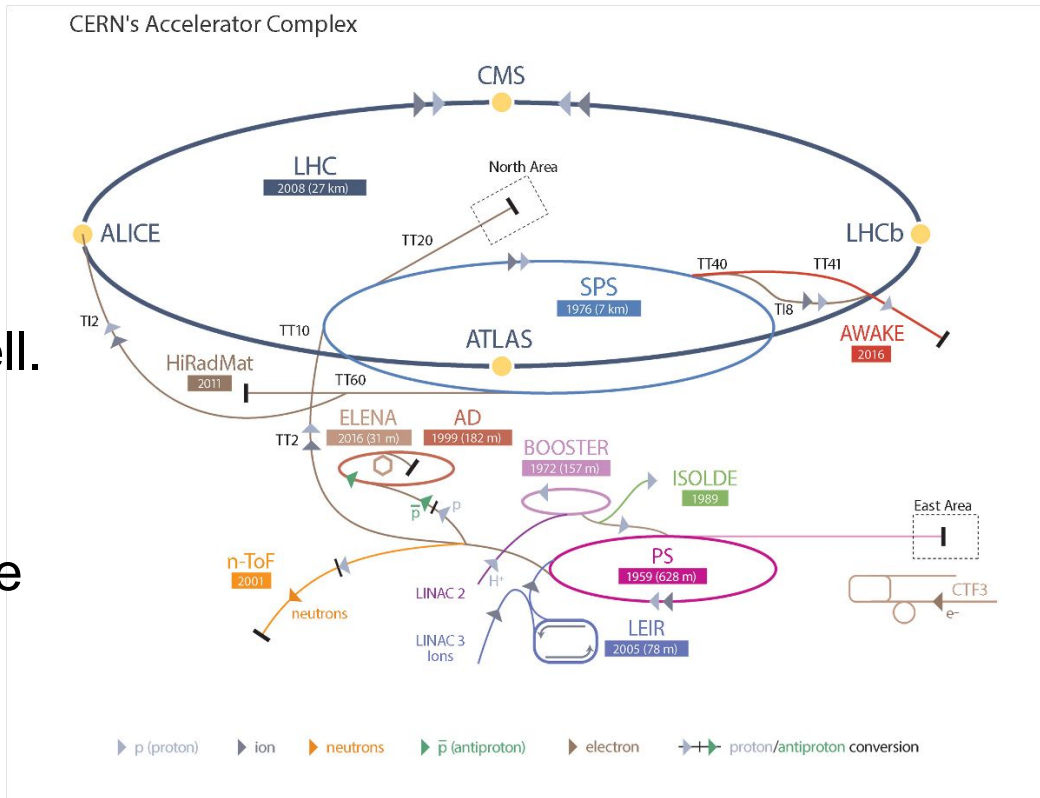 CERN's Accelerator Complex
CMS
LHC
2008 (27 km)
North Area
ALICE
LHCb
TT20
TT40
TT41
SPS
1976 (7 km)
TI8
TI2
TT10
ATLAS
AWAKE
2016
ell.
HiRadMat
2011
TT60
ELENA
2016 (31 m)
AD
1999 (182 m)
TT2
BOOSTER
1972 (157 m)
ISOLDE
1989
p̅
p
East Area
n-ToF
2001
PS
1959 (628 m)
e
H⁺
LINAC 2
neutrons
CTF3
e⁻
LINAC 3
Ions
LEIR
2005 (78 m)
p (proton)
ion
neutrons
p̅ (antiproton)
electron
proton/antiproton conversion